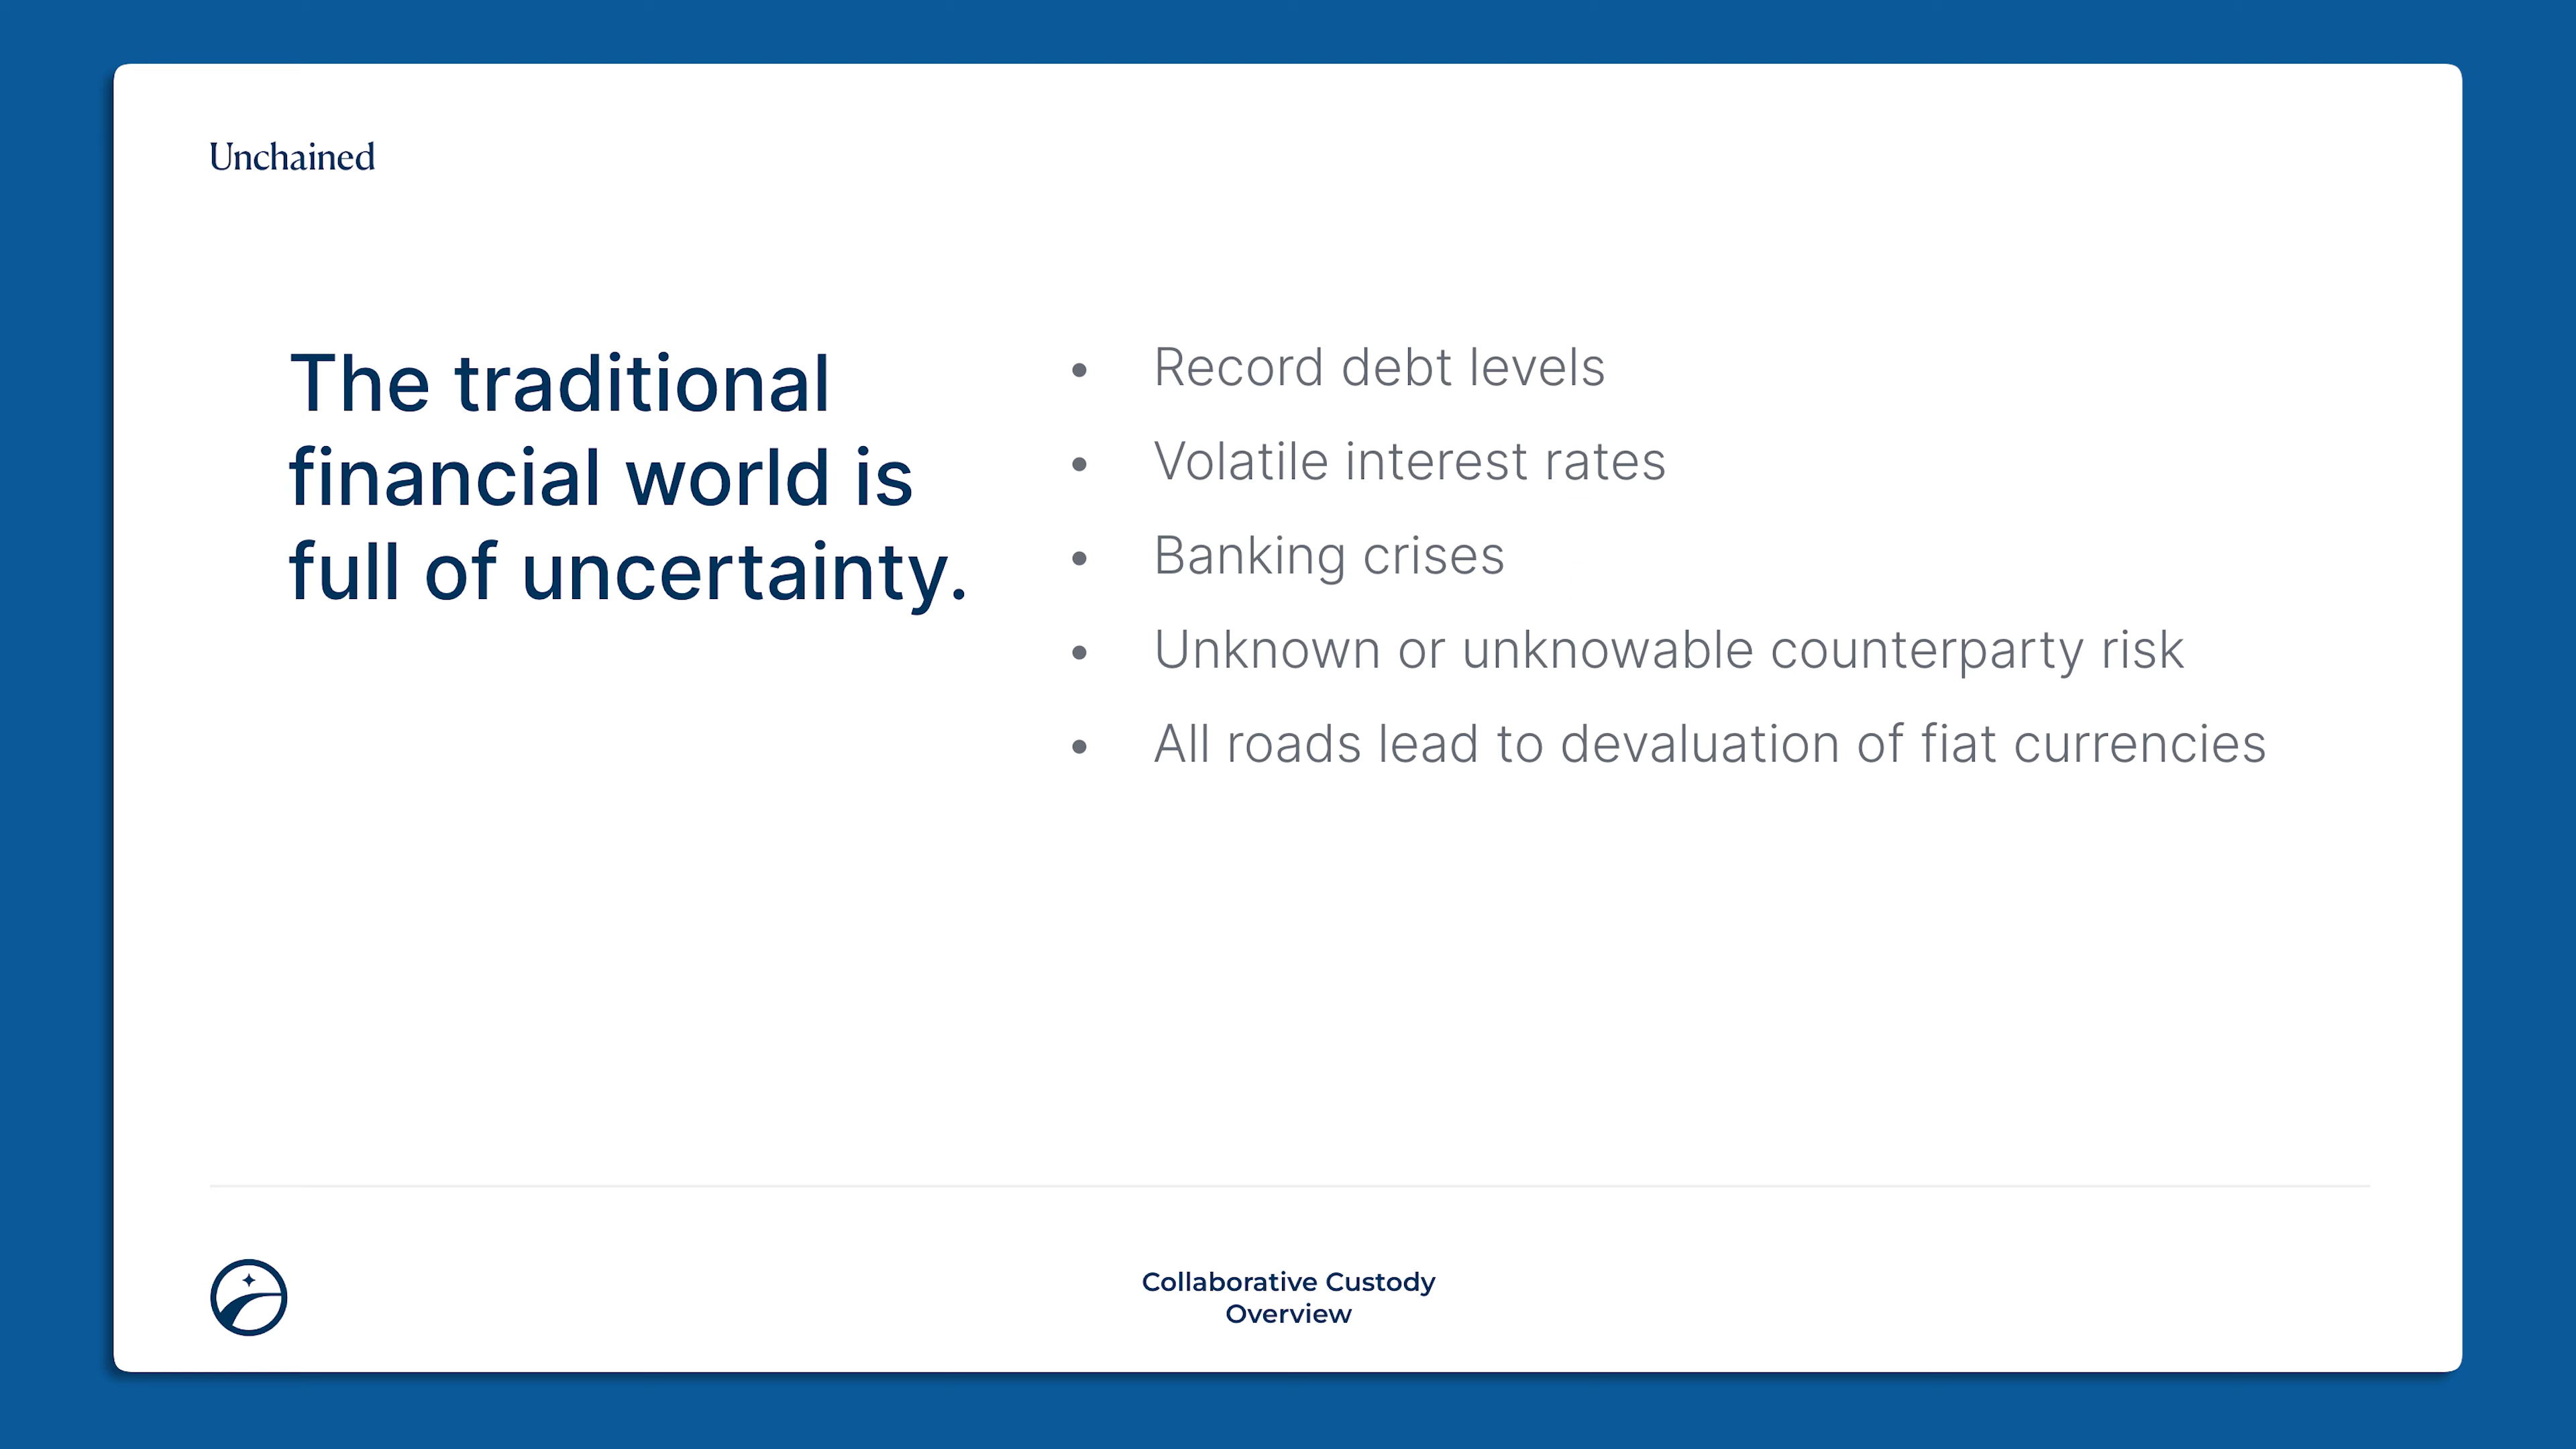 Unchained
The traditional
financial world is
full of uncertainty.
• Record debt levels
• Volatile interest rates
• Banking crises
• Unknown or unknowable counterparty risk
• All roads lead to devaluation of fiat currencies
Collaborative Custody
Overview